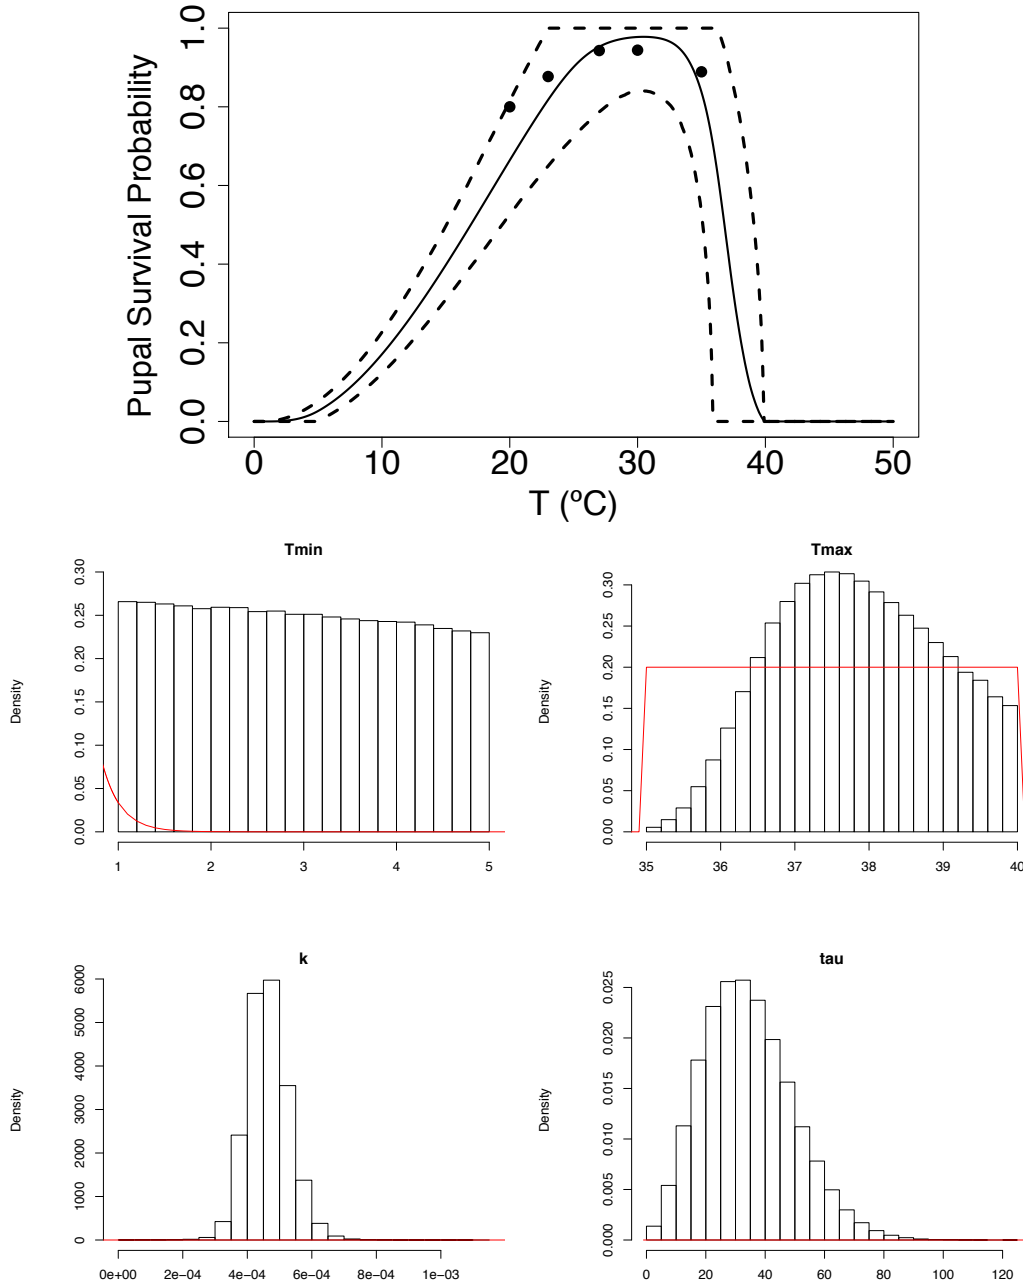 Pupal Survival Probability
1.0
0.8
0.6
0.4
0.2
0.0
0 10 20 30 40 50
T (ºC)
Tmin
Density
0.30
0.25
0.20
0.15
0.10
0.05
0.00
1 2 3 4 5
Tmax
Density
0.30
0.25
0.20
0.15
0.10
0.05
0.00
35 36 37 38 39 40
k
Density
6000
5000
4000
3000
2000
1000
0
0e+00 2e−04 4e−04 6e−04 8e−04 1e−03
tau
Density
0.025
0.020
0.015
0.010
0.005
0.000
0 20 40 60 80 100 120